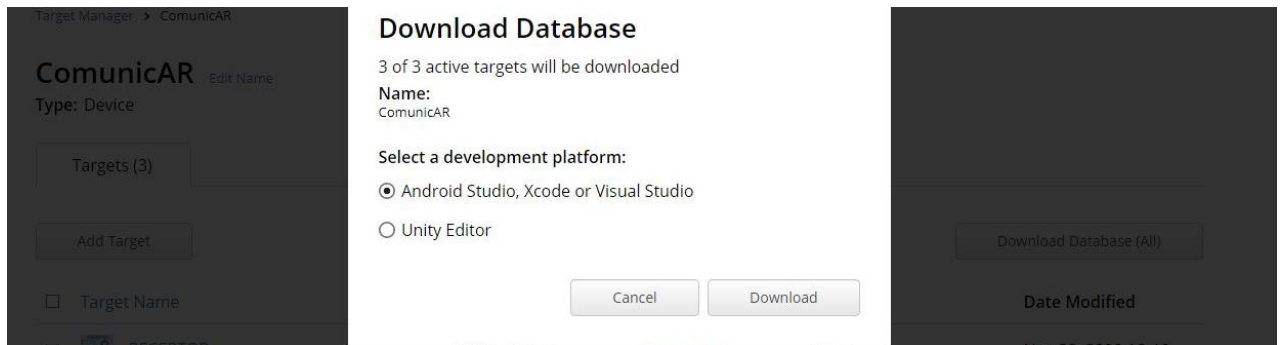 Target Manager > ComunicAR
ComunicAR Edit Name
Type: Device
Targets (3)
Add Target
Download Database (All)
Target Name
Date Modified
Download Database
3 of 3 active targets will be downloaded
Name:
ComunicAR
Select a development platform:
Android Studio, Xcode or Visual Studio
Unity Editor
Cancel
Download